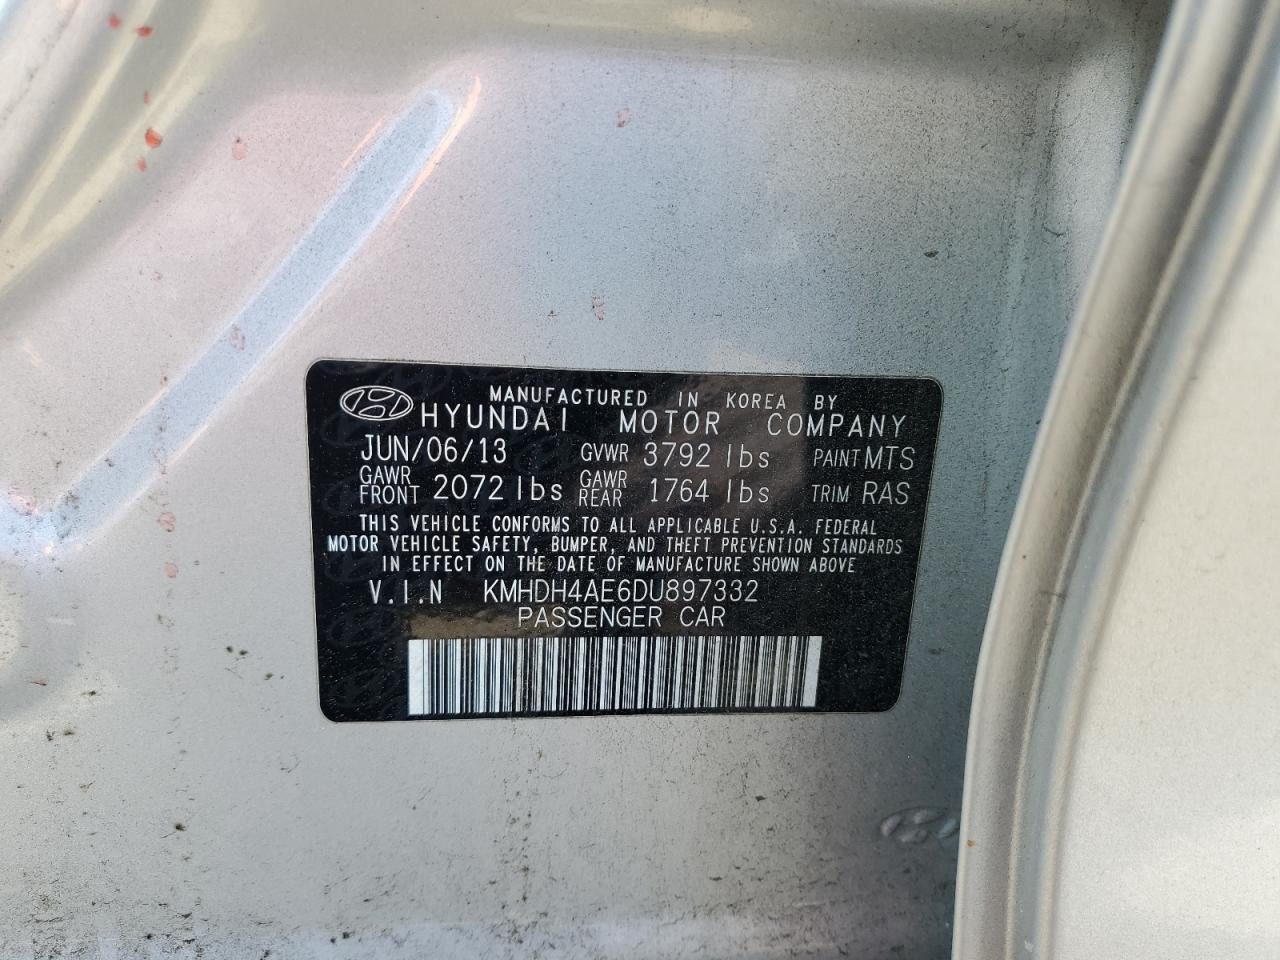 MANUFACTURED IN KOREA BY
HYUNDAI MOTOR COMPANY
JUN/06/13 GVWR 3792 lbs PAINT MTS
GAWR FRONT 2072 lbs GAWR REAR 1764 lbs TRIM RAS
THIS VEHICLE CONFORMS TO ALL APPLICABLE U.S.A. FEDERAL
MOTOR VEHICLE SAFETY, BUMPER, AND THEFT PREVENTION STANDARDS
IN EFFECT ON THE DATE OF MANUFACTURE SHOWN ABOVE
V.I.N KMHDH4AE6DU897332
PASSENGER CAR